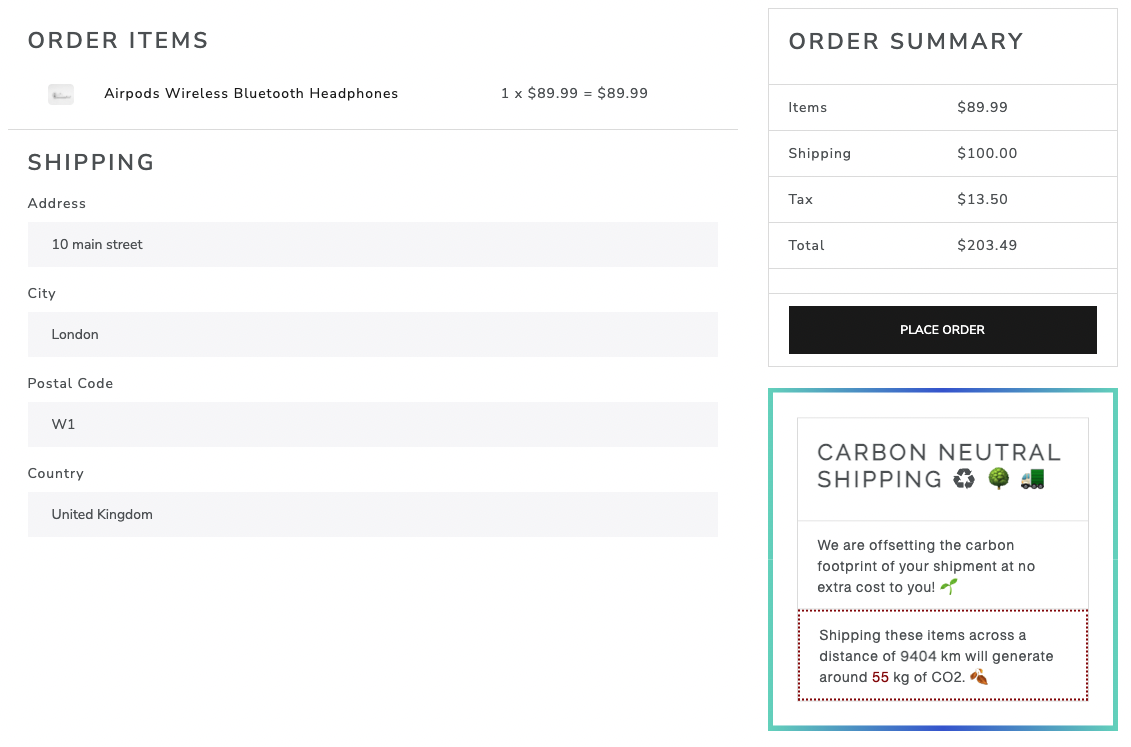 ORDER ITEMS
Airpods Wireless Bluetooth Headphones 1 x $89.99 = $89.99
SHIPPING
Address
10 main street
City
London
Postal Code
W1
Country
United Kingdom
ORDER SUMMARY
Items $89.99
Shipping $100.00
Tax $13.50
Total $203.49
PLACE ORDER
CARBON NEUTRAL
SHIPPING ♻️ 🌳 🚛
We are offsetting the carbon
footprint of your shipment at no
extra cost to you! 🌱
Shipping these items across a
distance of 9404 km will generate
around 55 kg of CO2. 🍂